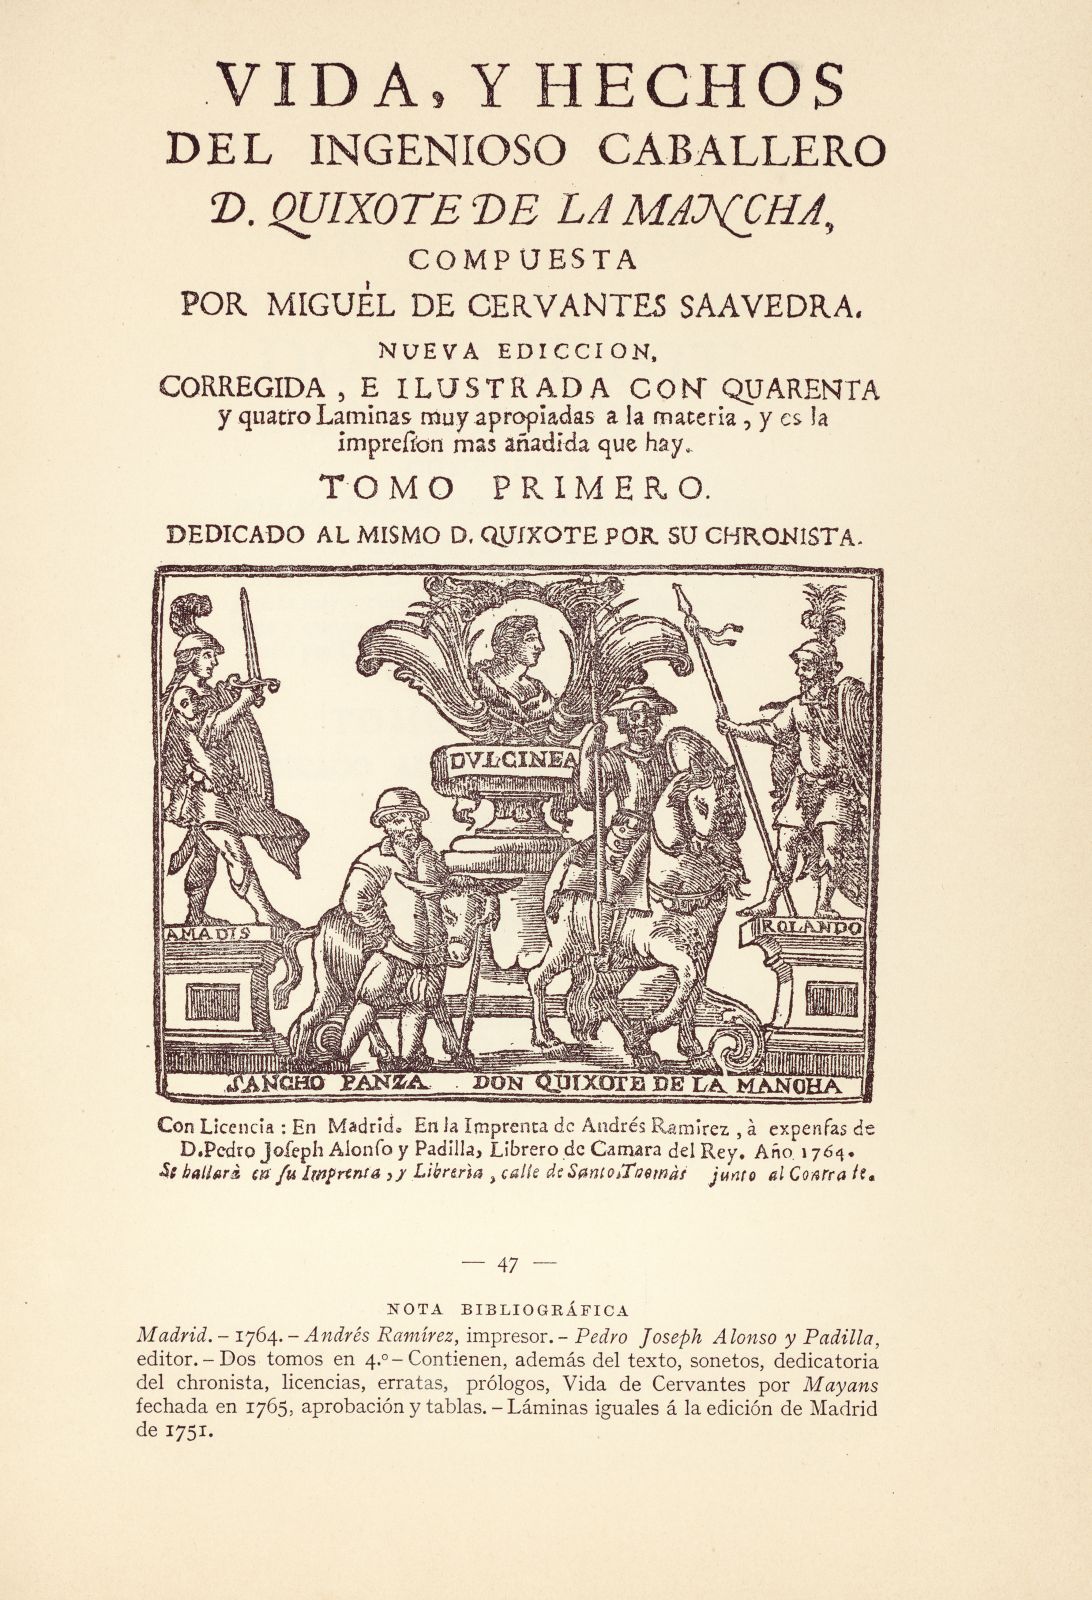 VIDA, Y HECHOS
DEL INGENIOSO CABALLERO
D. QUIXOTE DE LA MANCHA,
COMPUESTA
POR MIGUÉL DE CERVANTES SAAVEDRA.
NUEVA EDICCION,
CORREGIDA, E ILUSTRADA CON QUARENTA
y quatro Laminas muy apropiadas a la materia, y es la
impreſion mas añadida que hay.
TOMO PRIMERO.
DEDICADO AL MISMO D. QUIXOTE POR SU CHRONISTA.
DVLCINEA
AMADIS
ROLANDO
SANCHO PANZA . DON QUIXOTE DE LA MANCHA
Con Licencia: En Madrid. En la Imprenta de Andrés Ramirez, à expenſas de
D.Pedro Joſeph Alonſo y Padilla, Librero de Camara del Rey. Año 1764.
Se hallarà en ſu Imprenta, y Librerìa, calle de Santo Thomàs junto al Contraſte.
— 47 —
NOTA BIBLIOGRÁFICA
Madrid. – 1764. – Andrés Ramírez, impresor. – Pedro Joseph Alonso y Padilla,
editor. – Dos tomos en 4.º – Contienen, además del texto, sonetos, dedicatoria
del chronista, licencias, erratas, prólogos, Vida de Cervantes por Mayans
fechada en 1765, aprobación y tablas. – Láminas iguales á la edición de Madrid
de 1751.